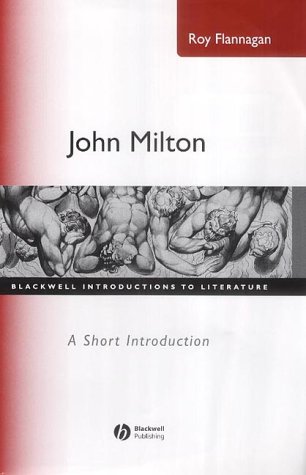 Roy Flannagan
John Milton
BLACKWELL INTRODUCTIONS TO LITERATURE
A Short Introduction
Blackwell
Publishing